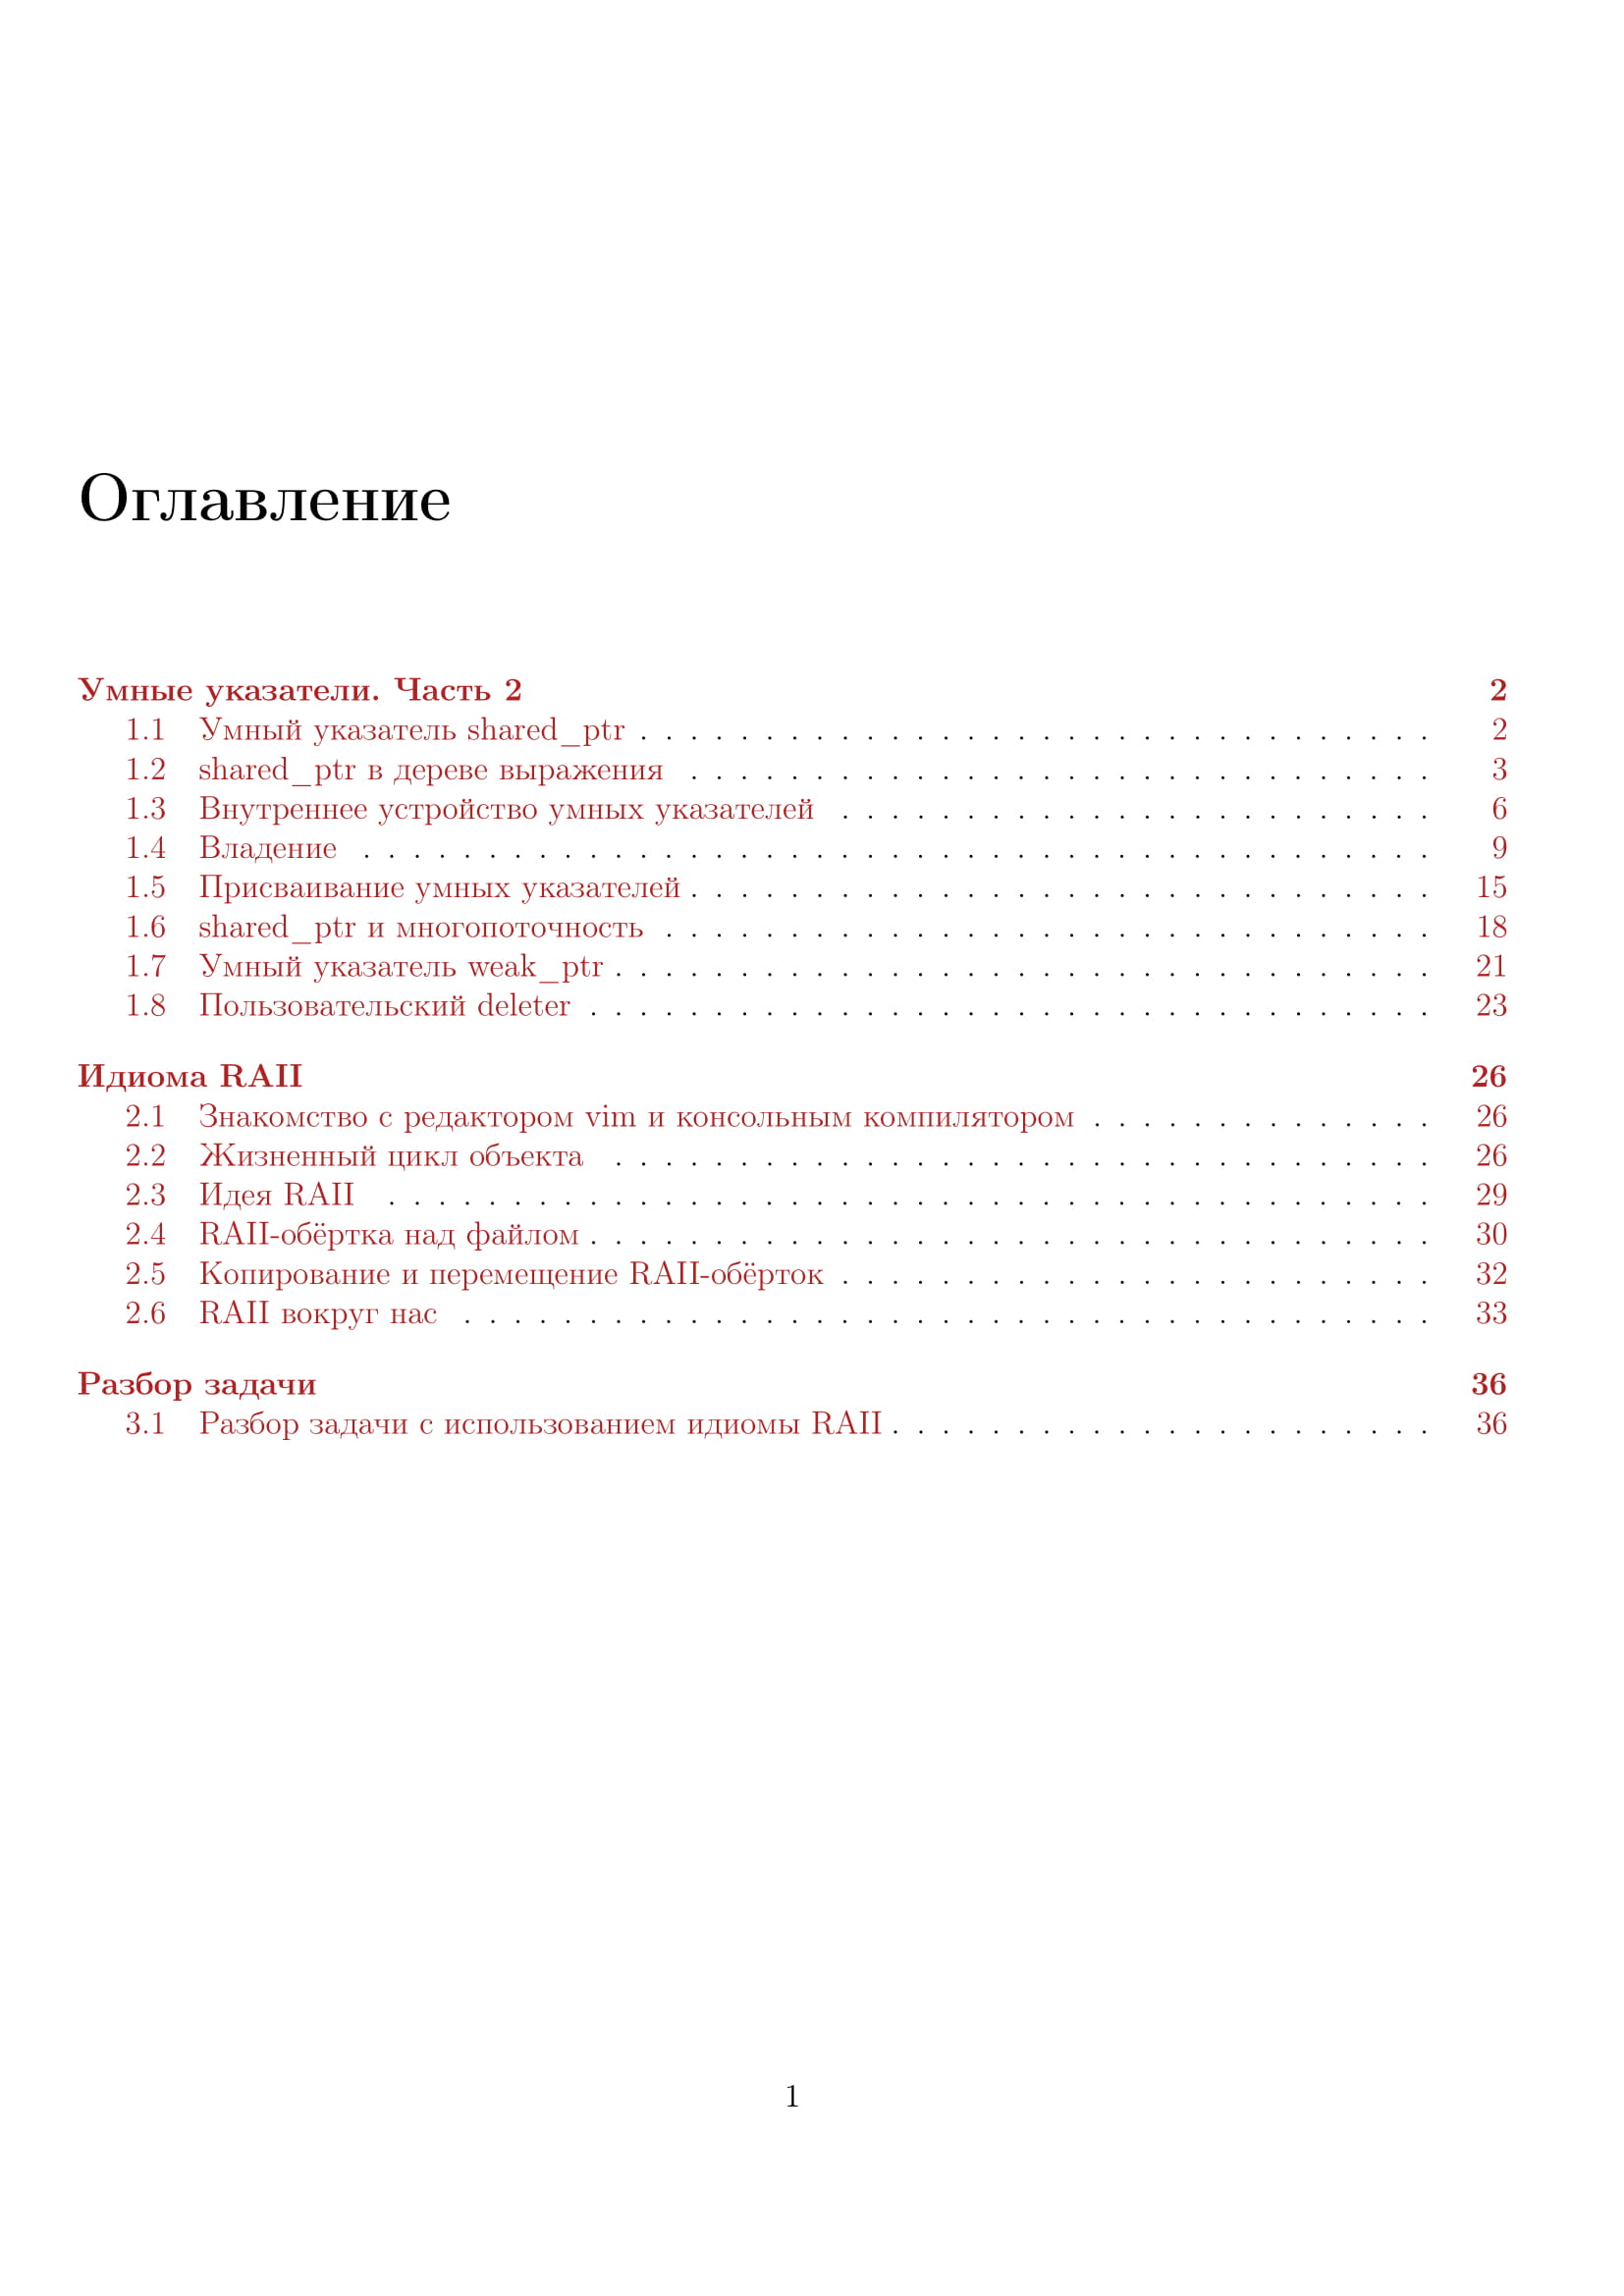 Оглавление
Умные указатели. Часть 2 2
1.1 Умный указатель shared_ptr . . . . . . . . . . . . . . . . . . . . . . . . . . . . . . . . 2
1.2 shared_ptr в дереве выражения . . . . . . . . . . . . . . . . . . . . . . . . . . . . . . 3
1.3 Внутреннее устройство умных указателей . . . . . . . . . . . . . . . . . . . . . . . . 6
1.4 Владение . . . . . . . . . . . . . . . . . . . . . . . . . . . . . . . . . . . . . . . . . . . 9
1.5 Присваивание умных указателей . . . . . . . . . . . . . . . . . . . . . . . . . . . . . . 15
1.6 shared_ptr и многопоточность . . . . . . . . . . . . . . . . . . . . . . . . . . . . . . . 18
1.7 Умный указатель weak_ptr . . . . . . . . . . . . . . . . . . . . . . . . . . . . . . . . . 21
1.8 Пользовательский deleter . . . . . . . . . . . . . . . . . . . . . . . . . . . . . . . . . . 23
Идиома RAII 26
2.1 Знакомство с редактором vim и консольным компилятором . . . . . . . . . . . . . . 26
2.2 Жизненный цикл объекта . . . . . . . . . . . . . . . . . . . . . . . . . . . . . . . . . 26
2.3 Идея RAII . . . . . . . . . . . . . . . . . . . . . . . . . . . . . . . . . . . . . . . . . . 29
2.4 RAII-обёртка над файлом . . . . . . . . . . . . . . . . . . . . . . . . . . . . . . . . . . 30
2.5 Копирование и перемещение RAII-обёрток . . . . . . . . . . . . . . . . . . . . . . . . 32
2.6 RAII вокруг нас . . . . . . . . . . . . . . . . . . . . . . . . . . . . . . . . . . . . . . . 33
Разбор задачи 36
3.1 Разбор задачи с использованием идиомы RAII . . . . . . . . . . . . . . . . . . . . . . 36
1